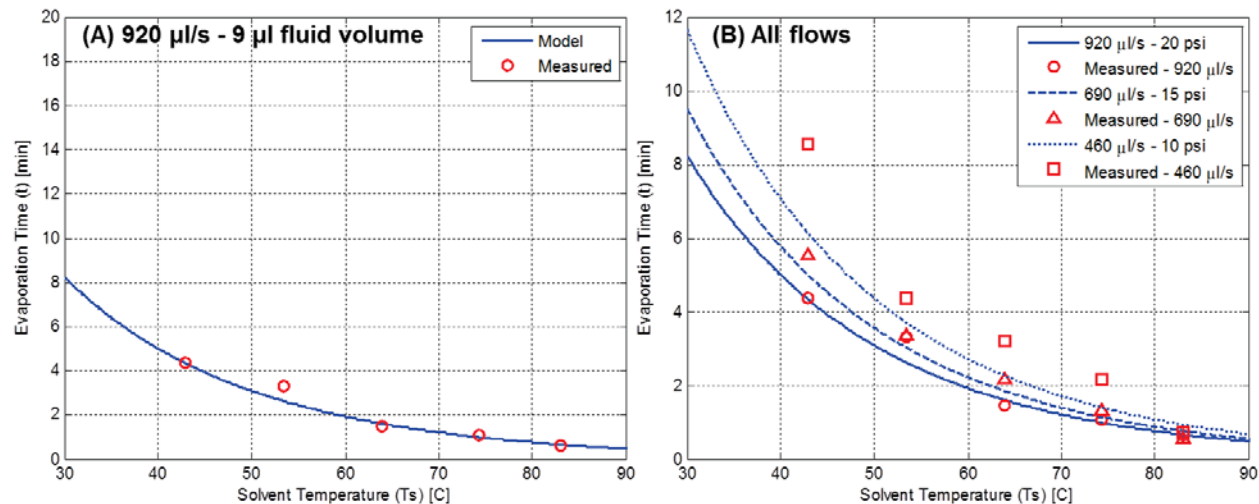 (A) 920 µl/s - 9 µl fluid volume
Model
Measured
20
18
16
14
12
10
8
6
4
2
0
Evaporation Time (t) [min]
30 40 50 60 70 80 90
Solvent Temperature (Ts) [C]
(B) All flows
920 µl/s - 20 psi
Measured - 920 µl/s
690 µl/s - 15 psi
Measured - 690 µl/s
460 µl/s - 10 psi
Measured - 460 µl/s
12
10
8
6
4
2
0
Evaporation Time (t) [min]
30 40 50 60 70 80 90
Solvent Temperature (Ts) [C]